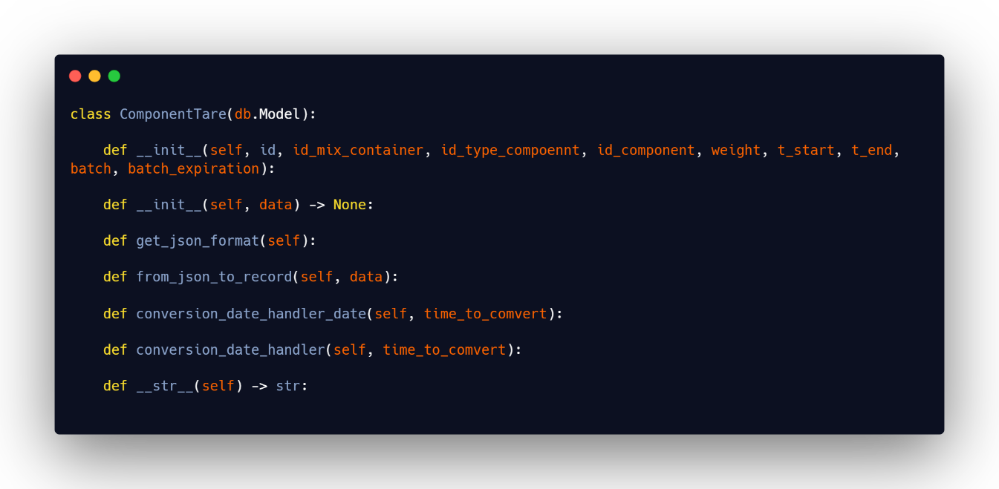 class ComponentTare(db.Model):
def __init__(self, id, id_mix_container, id_type_compoennt, id_component, weight, t_start, t_end,
batch, batch_expiration):
def __init__(self, data) -> None:
def get_json_format(self):
def from_json_to_record(self, data):
def conversion_date_handler_date(self, time_to_comvert):
def conversion_date_handler(self, time_to_comvert):
def __str__(self) -> str: